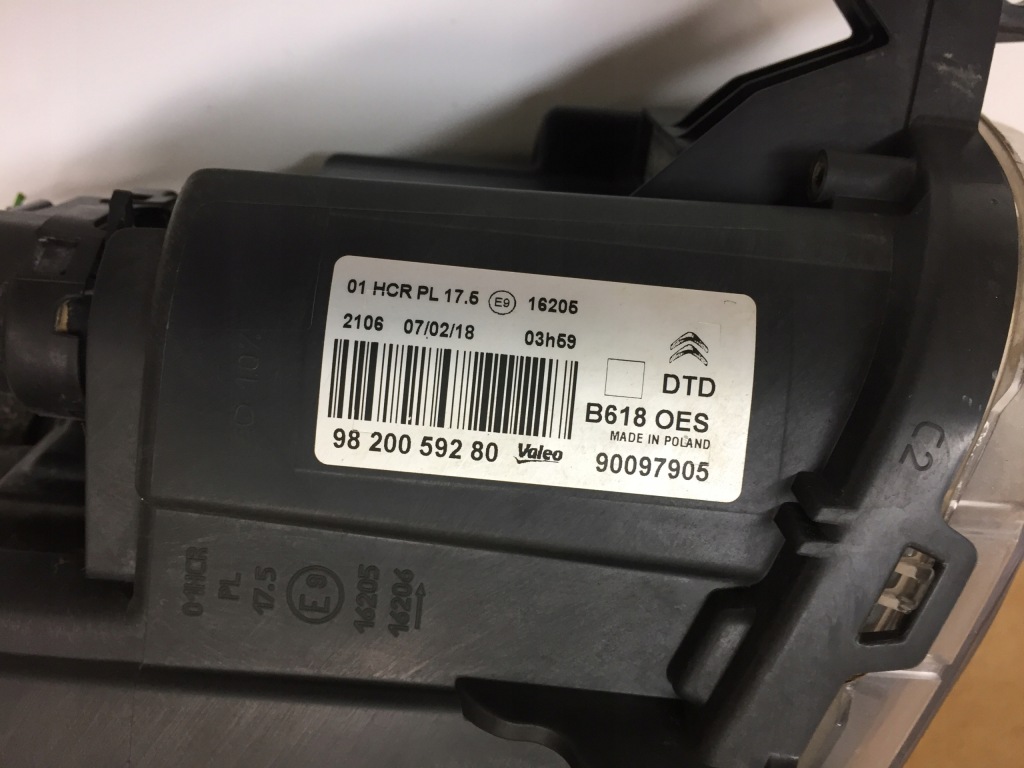 01 HCR PL 17.5 E9 16205
2106 07/02/18 03h59
DTD
B618 OES
MADE IN POLAND
98 200 592 80 Valeo 90097905
C2
01HCR
PL
17.5
E9
16205
16206